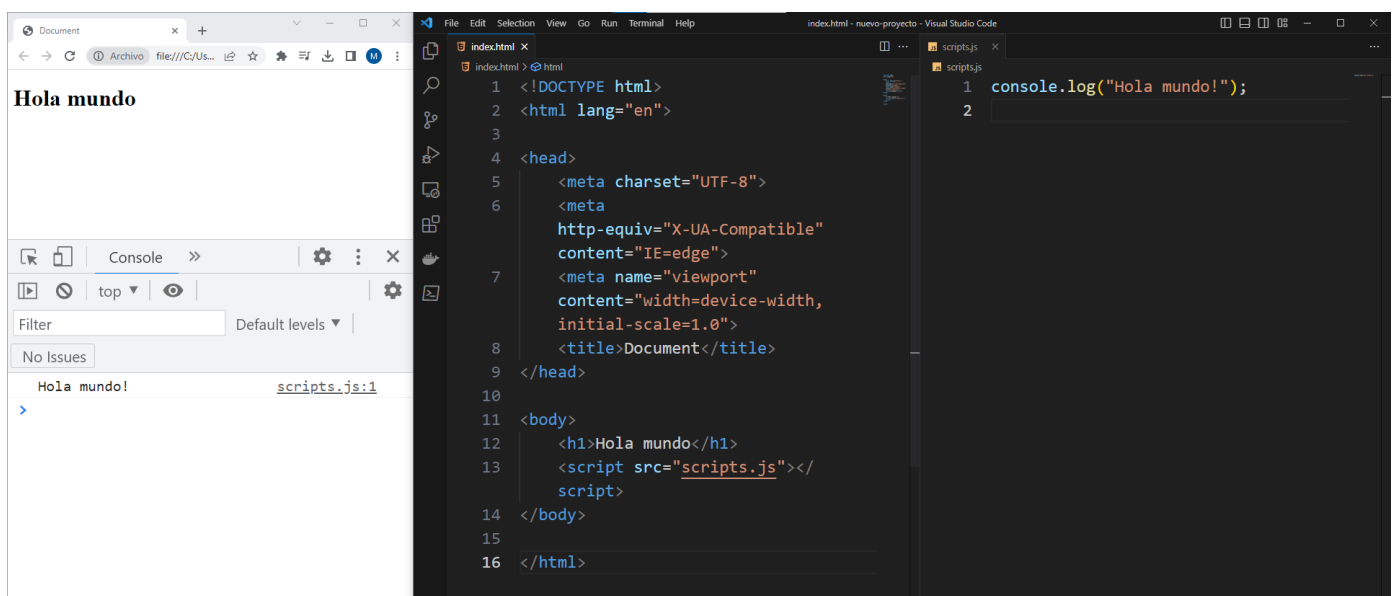 Document
Archivo file:///C:/Us...
M
Hola mundo
Console
top
Filter
Default levels
No Issues
Hola mundo!
scripts.js:1
File Edit Selection View Go Run Terminal Help
index.html - nuevo-proyecto - Visual Studio Code
index.html
index.html > html
1 <!DOCTYPE html>
2 <html lang="en">
3
4 <head>
5 <meta charset="UTF-8">
6 <meta
http-equiv="X-UA-Compatible"
content="IE=edge">
7 <meta name="viewport"
content="width=device-width,
initial-scale=1.0">
8 <title>Document</title>
9 </head>
10
11 <body>
12 <h1>Hola mundo</h1>
13 <script src="scripts.js"></
script>
14 </body>
15
16 </html>
JS scripts.js
JS scripts.js
1 console.log("Hola mundo!");
2